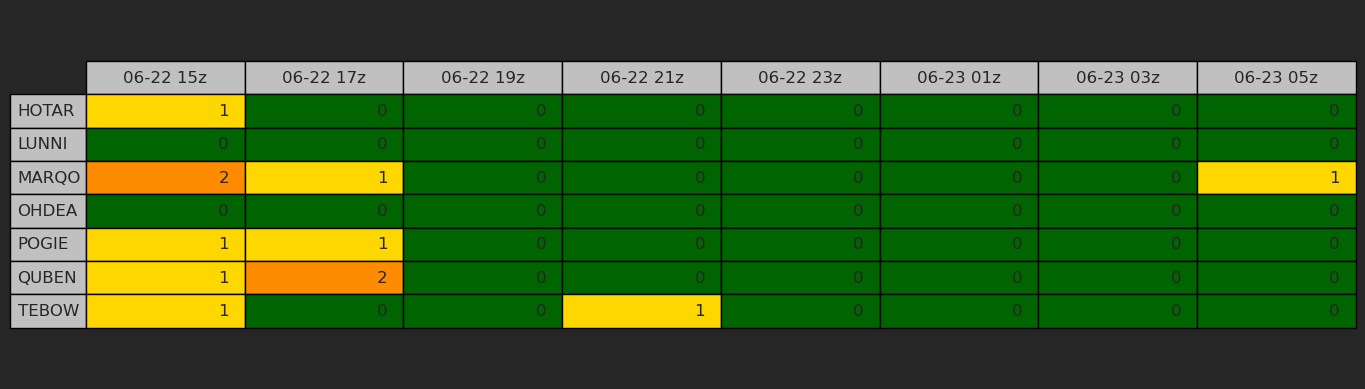 06-22 15z 06-22 17z 06-22 19z 06-22 21z 06-22 23z 06-23 01z 06-23 03z 06-23 05z
HOTAR 1 0 0 0 0 0 0 0
LUNNI 0 0 0 0 0 0 0 0
MARQO 2 1 0 0 0 0 0 1
OHDEA 0 0 0 0 0 0 0 0
POGIE 1 1 0 0 0 0 0 0
QUBEN 1 2 0 0 0 0 0 0
TEBOW 1 0 0 1 0 0 0 0